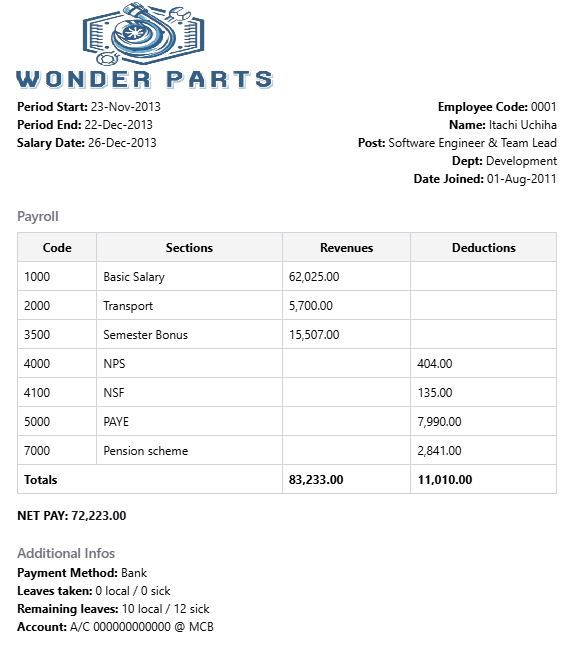 WONDER PARTS
Period Start: 23-Nov-2013
Period End: 22-Dec-2013
Salary Date: 26-Dec-2013
Employee Code: 0001
Name: Itachi Uchiha
Post: Software Engineer & Team Lead
Dept: Development
Date Joined: 01-Aug-2011
Payroll
Code Sections Revenues Deductions
1000 Basic Salary 62,025.00
2000 Transport 5,700.00
3500 Semester Bonus 15,507.00
4000 NPS 404.00
4100 NSF 135.00
5000 PAYE 7,990.00
7000 Pension scheme 2,841.00
Totals 83,233.00 11,010.00
NET PAY: 72,223.00
Additional Infos
Payment Method: Bank
Leaves taken: 0 local / 0 sick
Remaining leaves: 10 local / 12 sick
Account: A/C 000000000000 @ MCB